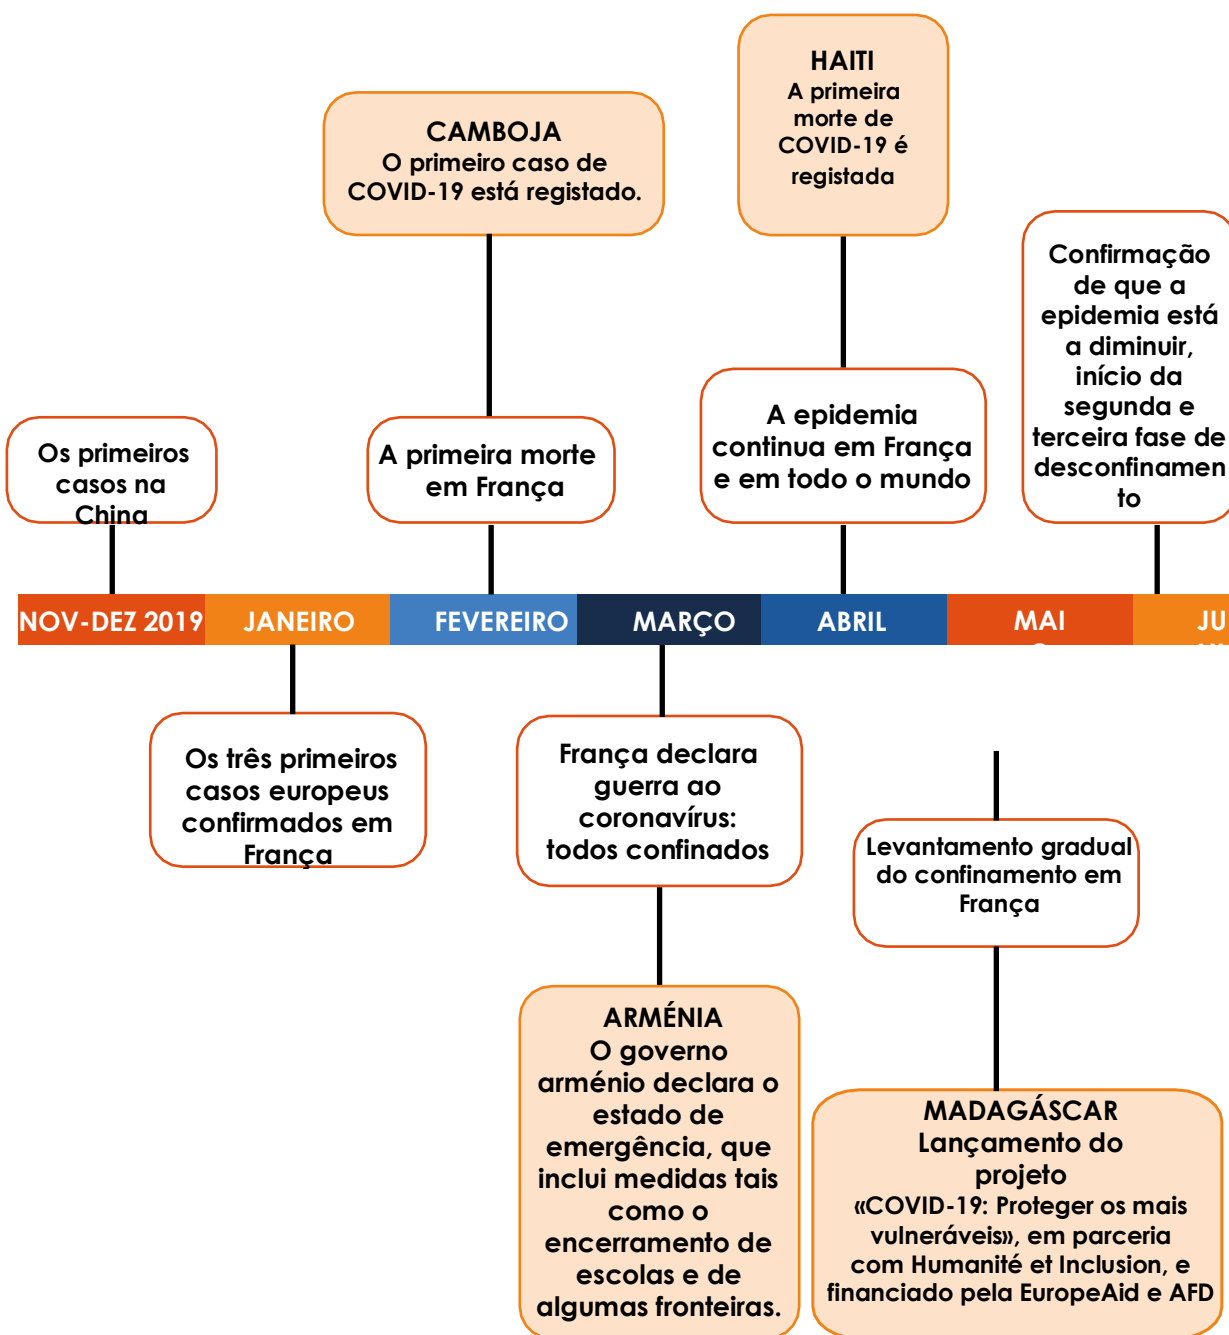 HAITI
A primeira
morte de
COVID-19 é
registada
CAMBOJA
O primeiro caso de
COVID-19 está registado.
Confirmação
de que a
epidemia está
a diminuir,
início da
segunda e
terceira fase de
desconfinamen
to
Os primeiros
casos na
China
A primeira morte
em França
A epidemia
continua em França
e em todo o mundo
NOV-DEZ 2019
JANEIRO
FEVEREIRO
MARÇO
ABRIL
MAI
JU
Os três primeiros
casos europeus
confirmados em
França
França declara
guerra ao
coronavírus:
todos confinados
Levantamento gradual
do confinamento em
França
ARMÉNIA
O governo
arménio declara o
estado de
emergência, que
inclui medidas tais
como o
encerramento de
escolas e de
algumas fronteiras.
MADAGÁSCAR
Lançamento do
projeto
«COVID-19: Proteger os mais
vulneráveis», em parceria
com Humanité et Inclusion, e
financiado pela EuropeAid e AFD